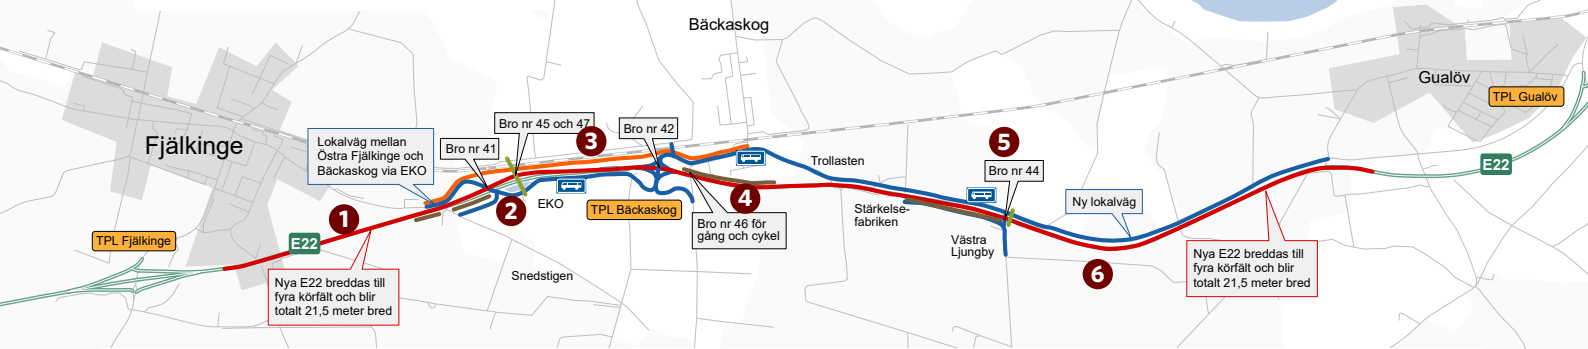 Bäckaskog
Gualöv
TPL Gualöv
Fjälkinge
Lokalväg mellan
Östra Fjälkinge och
Bäckaskog via EKO
Bro nr 45 och 47
3
Bro nr 41
Bro nr 42
5
Bro nr 44
Trollasten
E22
1
2
EKO
TPL Bäckaskog
4
Bro nr 46 för
gång och cykel
Stärkelse-
fabriken
Västra
Ljungby
Ny lokalväg
TPL Fjälkinge
E22
Snedstigen
6
Nya E22 breddas till
fyra körfält och blir
totalt 21,5 meter bred
Nya E22 breddas till
fyra körfält och blir
totalt 21,5 meter bred